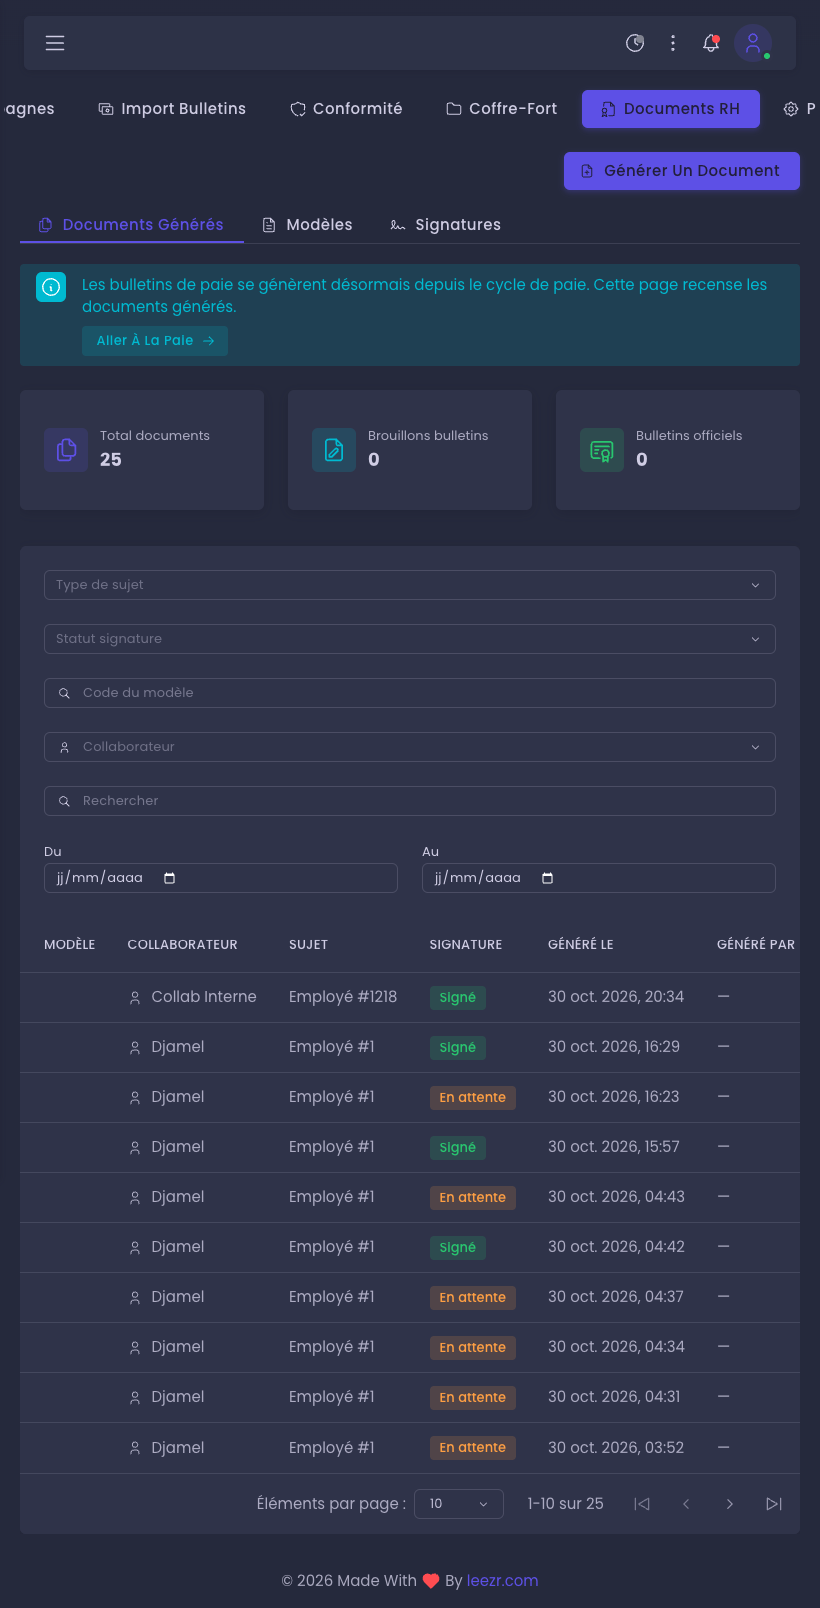 agnes
Import Bulletins
Conformité
Coffre-Fort
Documents RH
P
Générer Un Document
Documents Générés
Modèles
Signatures
Les bulletins de paie se génèrent désormais depuis le cycle de paie. Cette page recense les
documents générés.
Aller À La Paie →
Total documents
25
Brouillons bulletins
0
Bulletins officiels
0
Type de sujet
Statut signature
Code du modèle
Collaborateur
Rechercher
Du
Au
jj/mm/aaaa
jj/mm/aaaa
MODÈLE COLLABORATEUR SUJET SIGNATURE GÉNÉRÉ LE GÉNÉRÉ PAR
Collab Interne Employé #1218 Signé 30 oct. 2026, 20:34 —
Djamel Employé #1 Signé 30 oct. 2026, 16:29 —
Djamel Employé #1 En attente 30 oct. 2026, 16:23 —
Djamel Employé #1 Signé 30 oct. 2026, 15:57 —
Djamel Employé #1 En attente 30 oct. 2026, 04:43 —
Djamel Employé #1 Signé 30 oct. 2026, 04:42 —
Djamel Employé #1 En attente 30 oct. 2026, 04:37 —
Djamel Employé #1 En attente 30 oct. 2026, 04:34 —
Djamel Employé #1 En attente 30 oct. 2026, 04:31 —
Djamel Employé #1 En attente 30 oct. 2026, 03:52 —
Éléments par page : 10 1-10 sur 25
© 2026 Made With ❤ By leezr.com